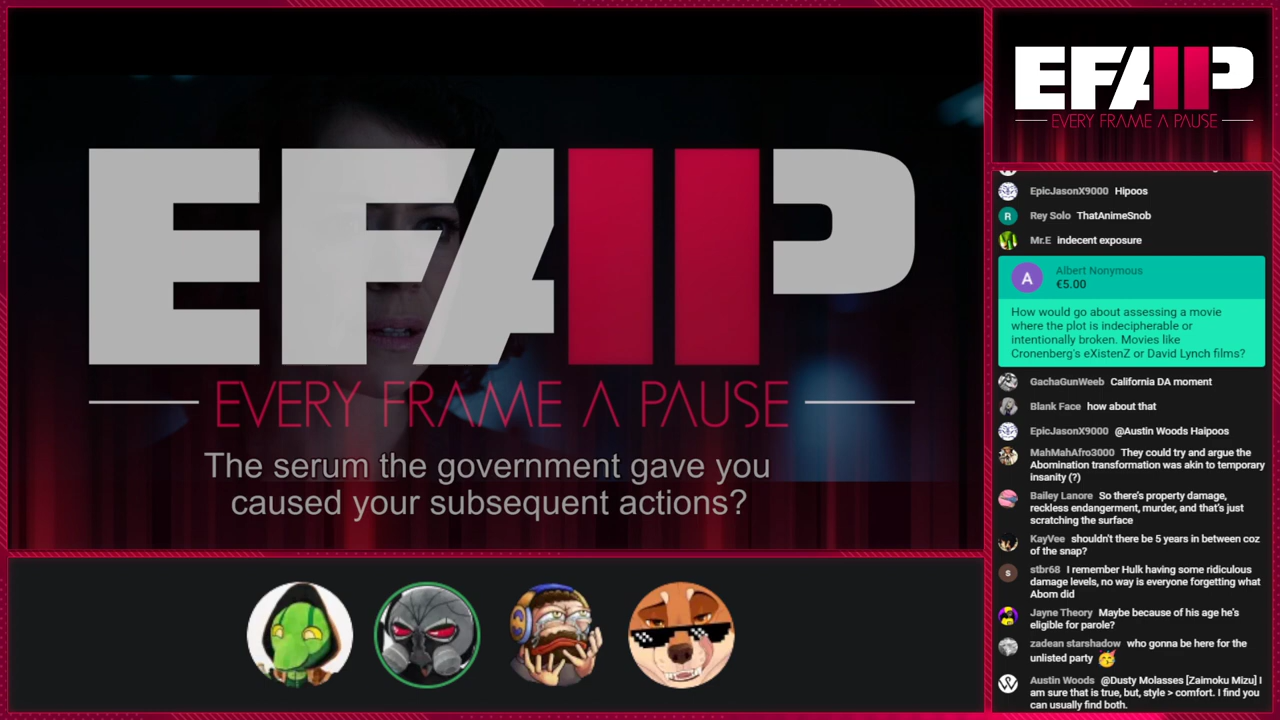 EFAP
EVERY FRAME A PAUSE
The serum the government gave you
caused your subsequent actions?
EFAP
EVERY FRAME A PAUSE
EpicJasonX9000 Hipoos
R Rey Solo ThatAnimeSnob
Mr.E indecent exposure
A Albert Nonymous
€5.00
How would go about assessing a movie
where the plot is indecipherable or
intentionally broken. Movies like
Cronenberg's eXistenZ or David Lynch films?
GachaGunWeeb California DA moment
Blank Face how about that
EpicJasonX9000 @Austin Woods Haipoos
MahMahAfro3000 They could try and argue the
Abomination transformation was akin to temporary
insanity (?)
Bailey Lanore So there's property damage,
reckless endangerment, murder, and that's just
scratching the surface
KayVee shouldn't there be 5 years in between coz
of the snap?
s stbr68 I remember Hulk having some ridiculous
damage levels, no way is everyone forgetting what
Abom did
Jayne Theory Maybe because of his age he's
eligible for parole?
zadean starshadow who gonna be here for the
unlisted party 🥳
Austin Woods @Dusty Molasses [Zaimoku Mizu] I
am sure that is true, but, style > comfort. I find you
can usually find both.